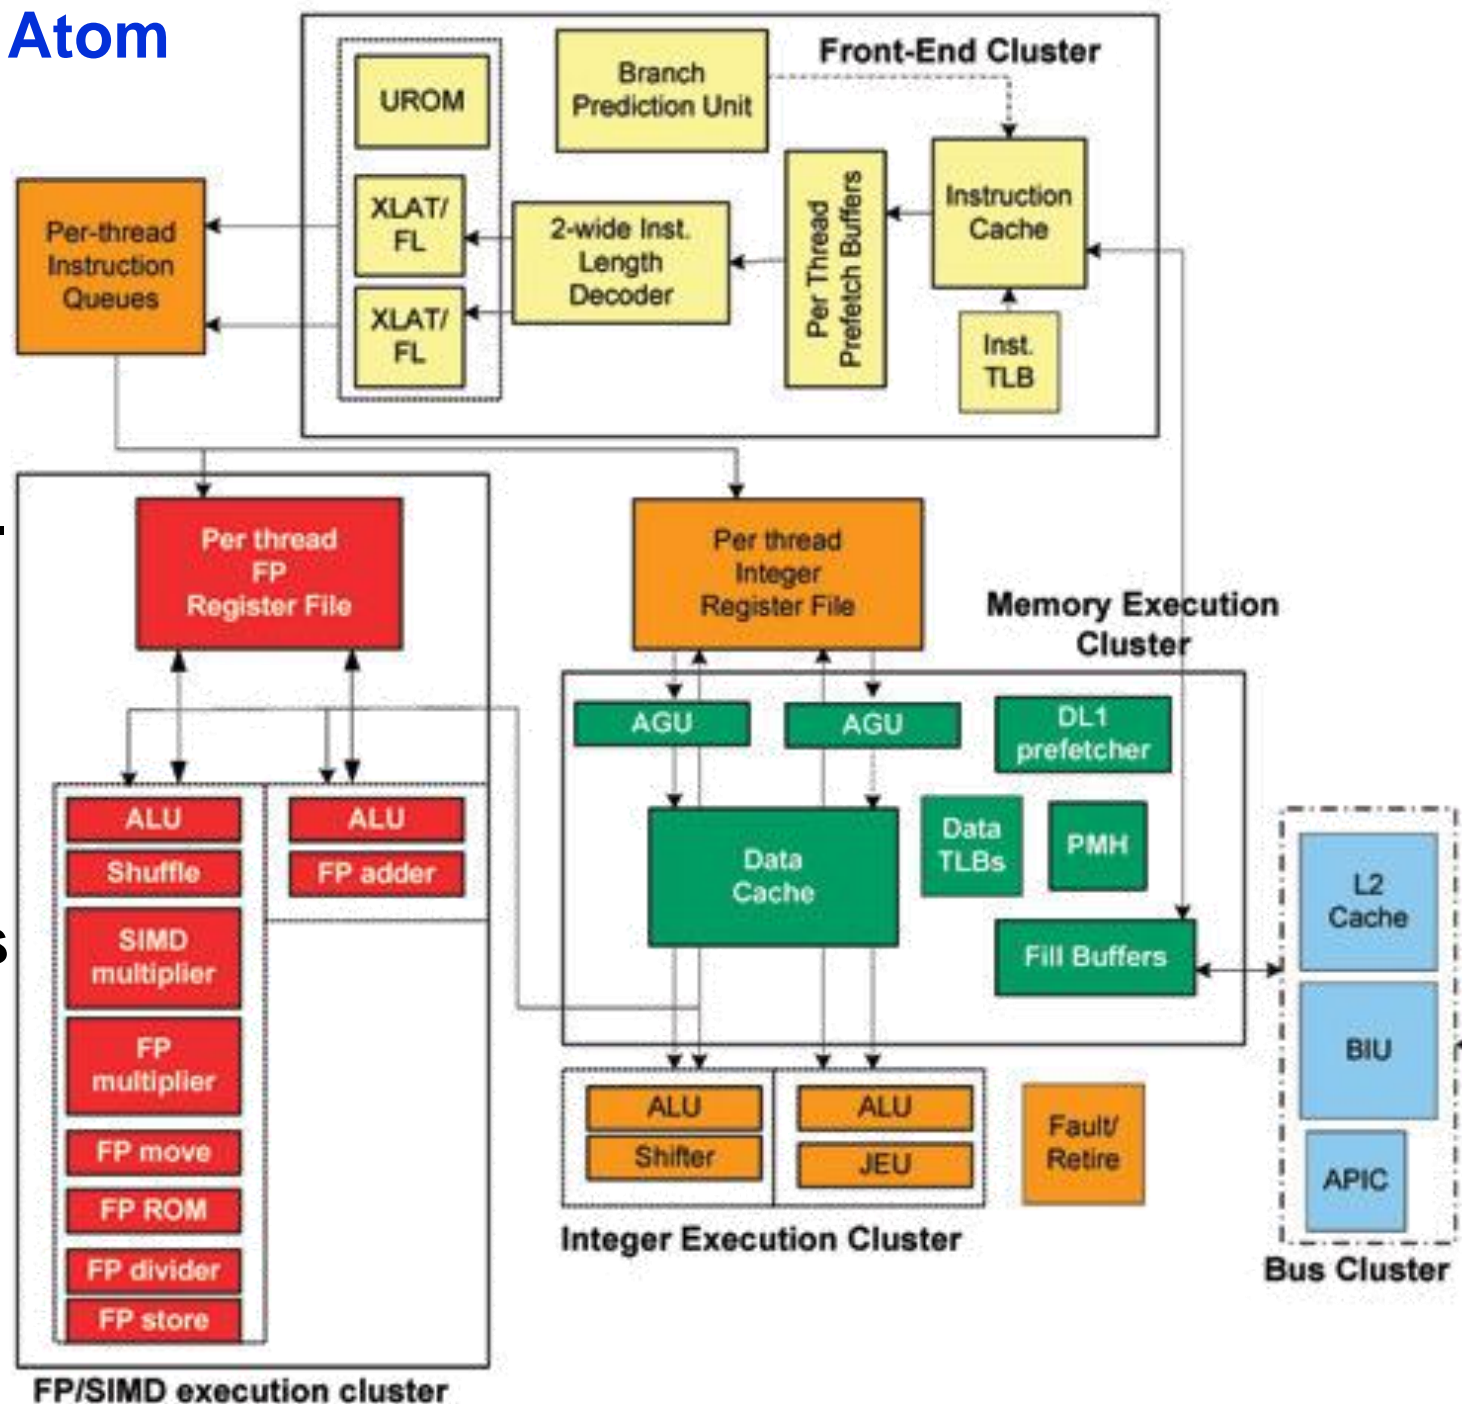 Atom
Front-End Cluster
UROM
Branch
Prediction Unit
XLAT/
FL
XLAT/
FL
2-wide Inst.
Length
Decoder
Per Thread
Prefetch Buffers
Instruction
Cache
Inst.
TLB
Per-thread
Instruction
Queues
Per thread
FP
Register File
Per thread
Integer
Register File
Memory Execution
Cluster
AGU
AGU
DL1
prefetcher
Data
Cache
Data
TLBs
PMH
Fill Buffers
ALU
Shuffle
SIMD
multiplier
FP
multiplier
FP move
FP ROM
FP divider
FP store
ALU
FP adder
s
FP/SIMD execution cluster
ALU
Shifter
ALU
JEU
Integer Execution Cluster
Fault/
Retire
L2
Cache
BIU
APIC
Bus Cluster